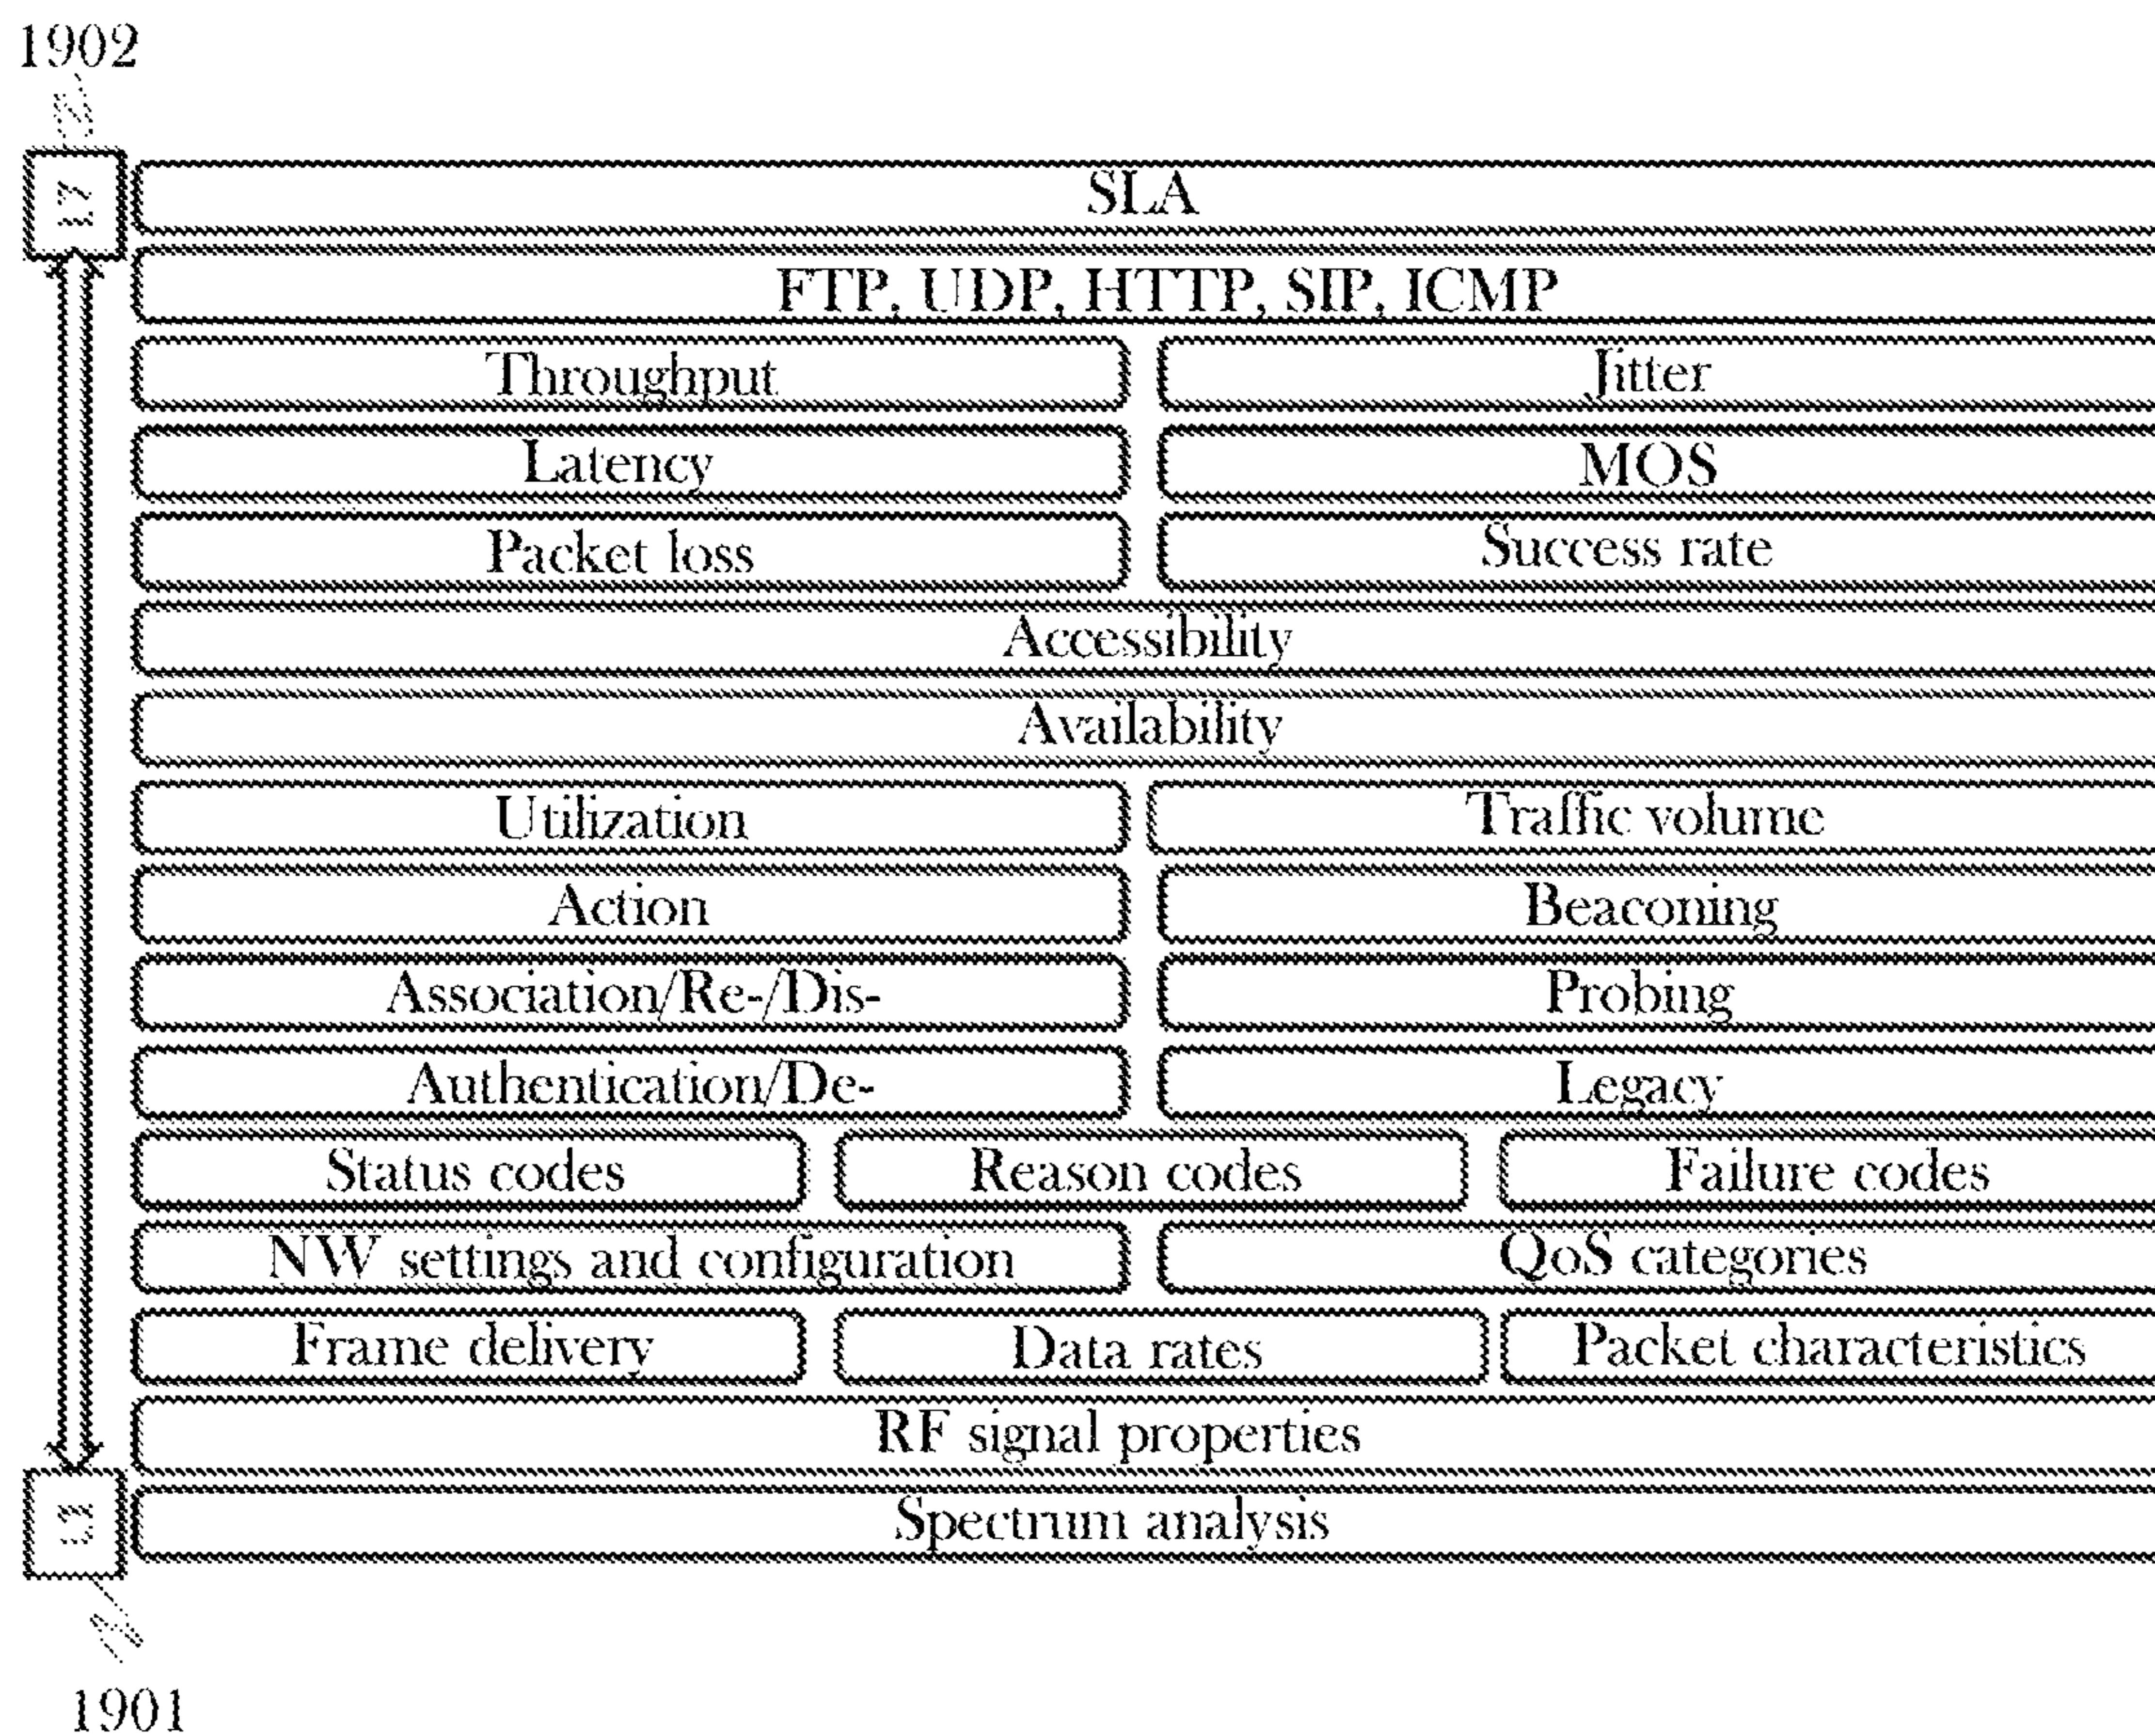 1902
L7
SLA
FTP, UDP, HTTP, SIP, ICMP
Throughput Jitter
Latency MOS
Packet loss Success rate
Accessibility
Availability
Utilization Traffic volume
Action Beaconing
Association/Re-/Dis- Probing
Authentication/De- Legacy
Status codes Reason codes Failure codes
NW settings and configuration QoS categories
Frame delivery Data rates Packet characteristics
RF signal properties
Spectrum analysis
1901